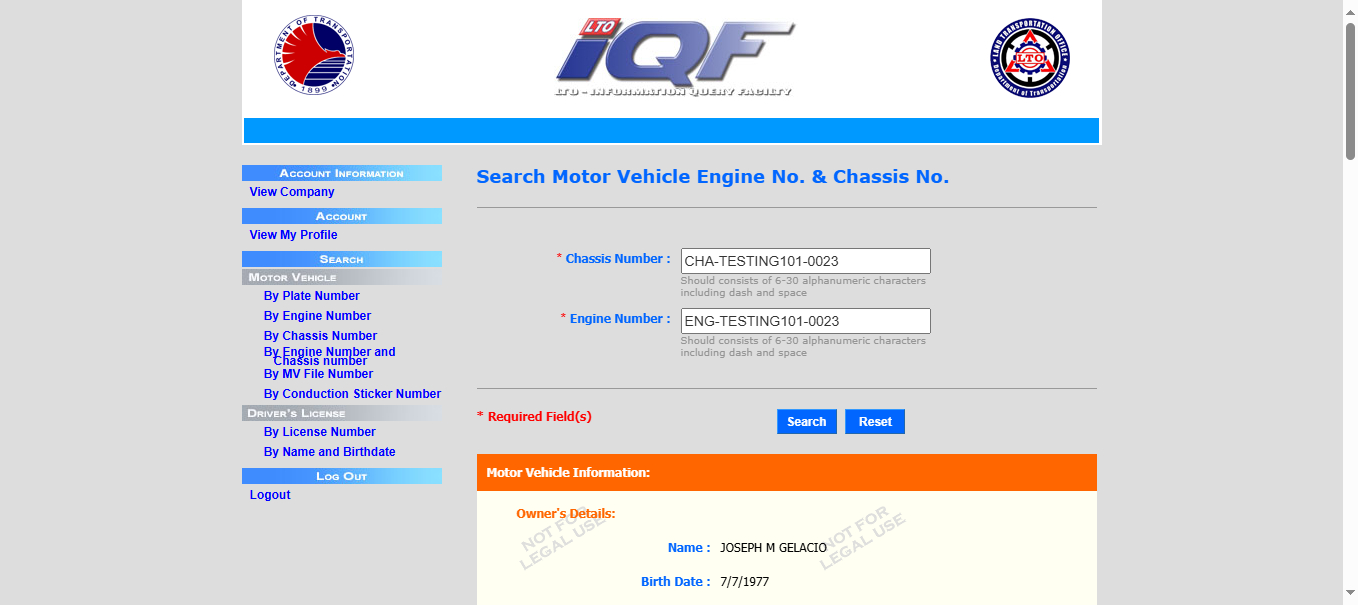 DEPARTMENT OF TRANSPORTATION
1899
LTO
iQF
LTO - INFORMATION QUERY FACILTY
LAND TRANSPORTATION OFFICE
LTO
Department of Transportation
ACCOUNT INFORMATION
View Company
ACCOUNT
View My Profile
SEARCH
MOTOR VEHICLE
By Plate Number
By Engine Number
By Chassis Number
By Engine Number and
Chassis number
By MV File Number
By Conduction Sticker Number
DRIVER'S LICENSE
By License Number
By Name and Birthdate
LOG OUT
Logout
Search Motor Vehicle Engine No. & Chassis No.
* Chassis Number : CHA-TESTING101-0023
Should consists of 6-30 alphanumeric characters
including dash and space
* Engine Number : ENG-TESTING101-0023
Should consists of 6-30 alphanumeric characters
including dash and space
* Required Field(s) Search Reset
Motor Vehicle Information:
Owner's Details:
NOT FOR
LEGAL USE
NOT FOR
LEGAL USE
Name : JOSEPH M GELACIO
Birth Date : 7/7/1977